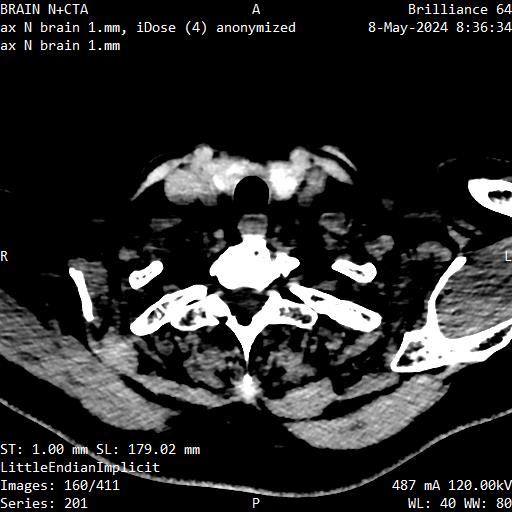 BRAIN N+CTA
A
Brilliance 64
ax N brain 1.mm, iDose (4) anonymized
8-May-2024 8:36:34
ax N brain 1.mm
R
L
ST: 1.00 mm SL: 179.02 mm
LittleEndianImplicit
Images: 160/411
487 mA 120.00kV
Series: 201
P
WL: 40 WW: 80